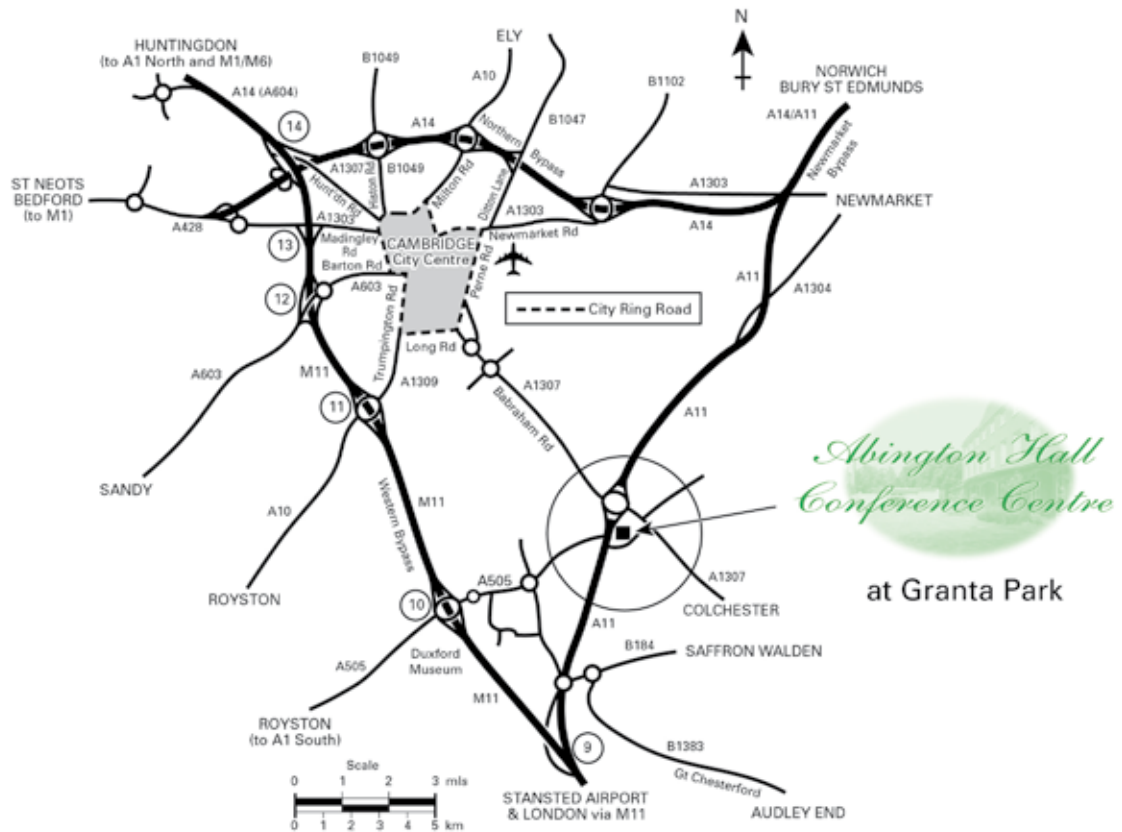 N
ELY
HUNTINGDON
(to A1 North and M1/M6)
B1049
A10
B1102
NORWICH
BURY ST EDMUNDS
A14 (A604)
A14/A11
B1047
14
A14
Northern
Bypass
Newmarket
Bypass
A1307
B1049
Hunt'dn Rd
Histon Rd
Milton Rd
Ditton Lane
A1303
ST NEOTS
BEDFORD
(to M1)
NEWMARKET
A1303
A1303
Newmarket Rd
A14
A428
Madingley
Rd
CAMBRIDGE
City Centre
13
Barton Rd
A603
Perne Rd
A11
A1304
12
City Ring Road
Trumpington Rd
Long Rd
A603
M11
A1309
A1307
11
Babraham Rd
A11
Abington Hall
Conference Centre
at Granta Park
SANDY
A10
Western Bypass
M11
A505
A1307
ROYSTON
10
COLCHESTER
A11
Duxford
Museum
B184
SAFFRON WALDEN
A505
M11
ROYSTON
(to A1 South)
9
B1383
Gt Chesterford
AUDLEY END
Scale
0 1 2 3 mls
0 1 2 3 4 5 km
STANSTED AIRPORT
& LONDON via M11